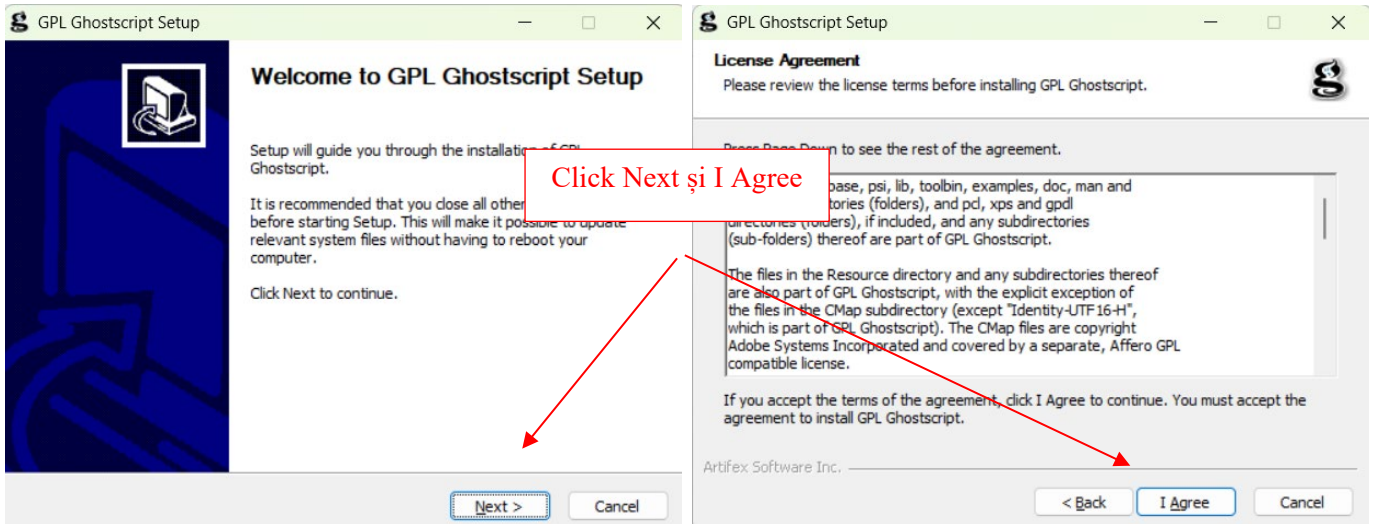 GPL Ghostscript Setup
Welcome to GPL Ghostscript Setup
Setup will guide you through the installation of GPL
Ghostscript.
It is recommended that you close all other
before starting Setup. This will make it possible to update
relevant system files without having to reboot your
computer.
Click Next to continue.
Next >
Cancel
Click Next și I Agree
GPL Ghostscript Setup
License Agreement
Please review the license terms before installing GPL Ghostscript.
Press Page Down to see the rest of the agreement.
base, psi, lib, toolbin, examples, doc, man and
(folders), and pcl, xps and gpdl
directories (folders), if included, and any subdirectories
(sub-folders) thereof are part of GPL Ghostscript.
The files in the Resource directory and any subdirectories thereof
are also part of GPL Ghostscript, with the explicit exception of
the files in the CMap subdirectory (except "Identity-UTF16-H",
which is part of GPL Ghostscript). The CMap files are copyright
Adobe Systems Incorporated and covered by a separate, Affero GPL
compatible license.
If you accept the terms of the agreement, click I Agree to continue. You must accept the
agreement to install GPL Ghostscript.
Artifex Software Inc.
< Back
I Agree
Cancel